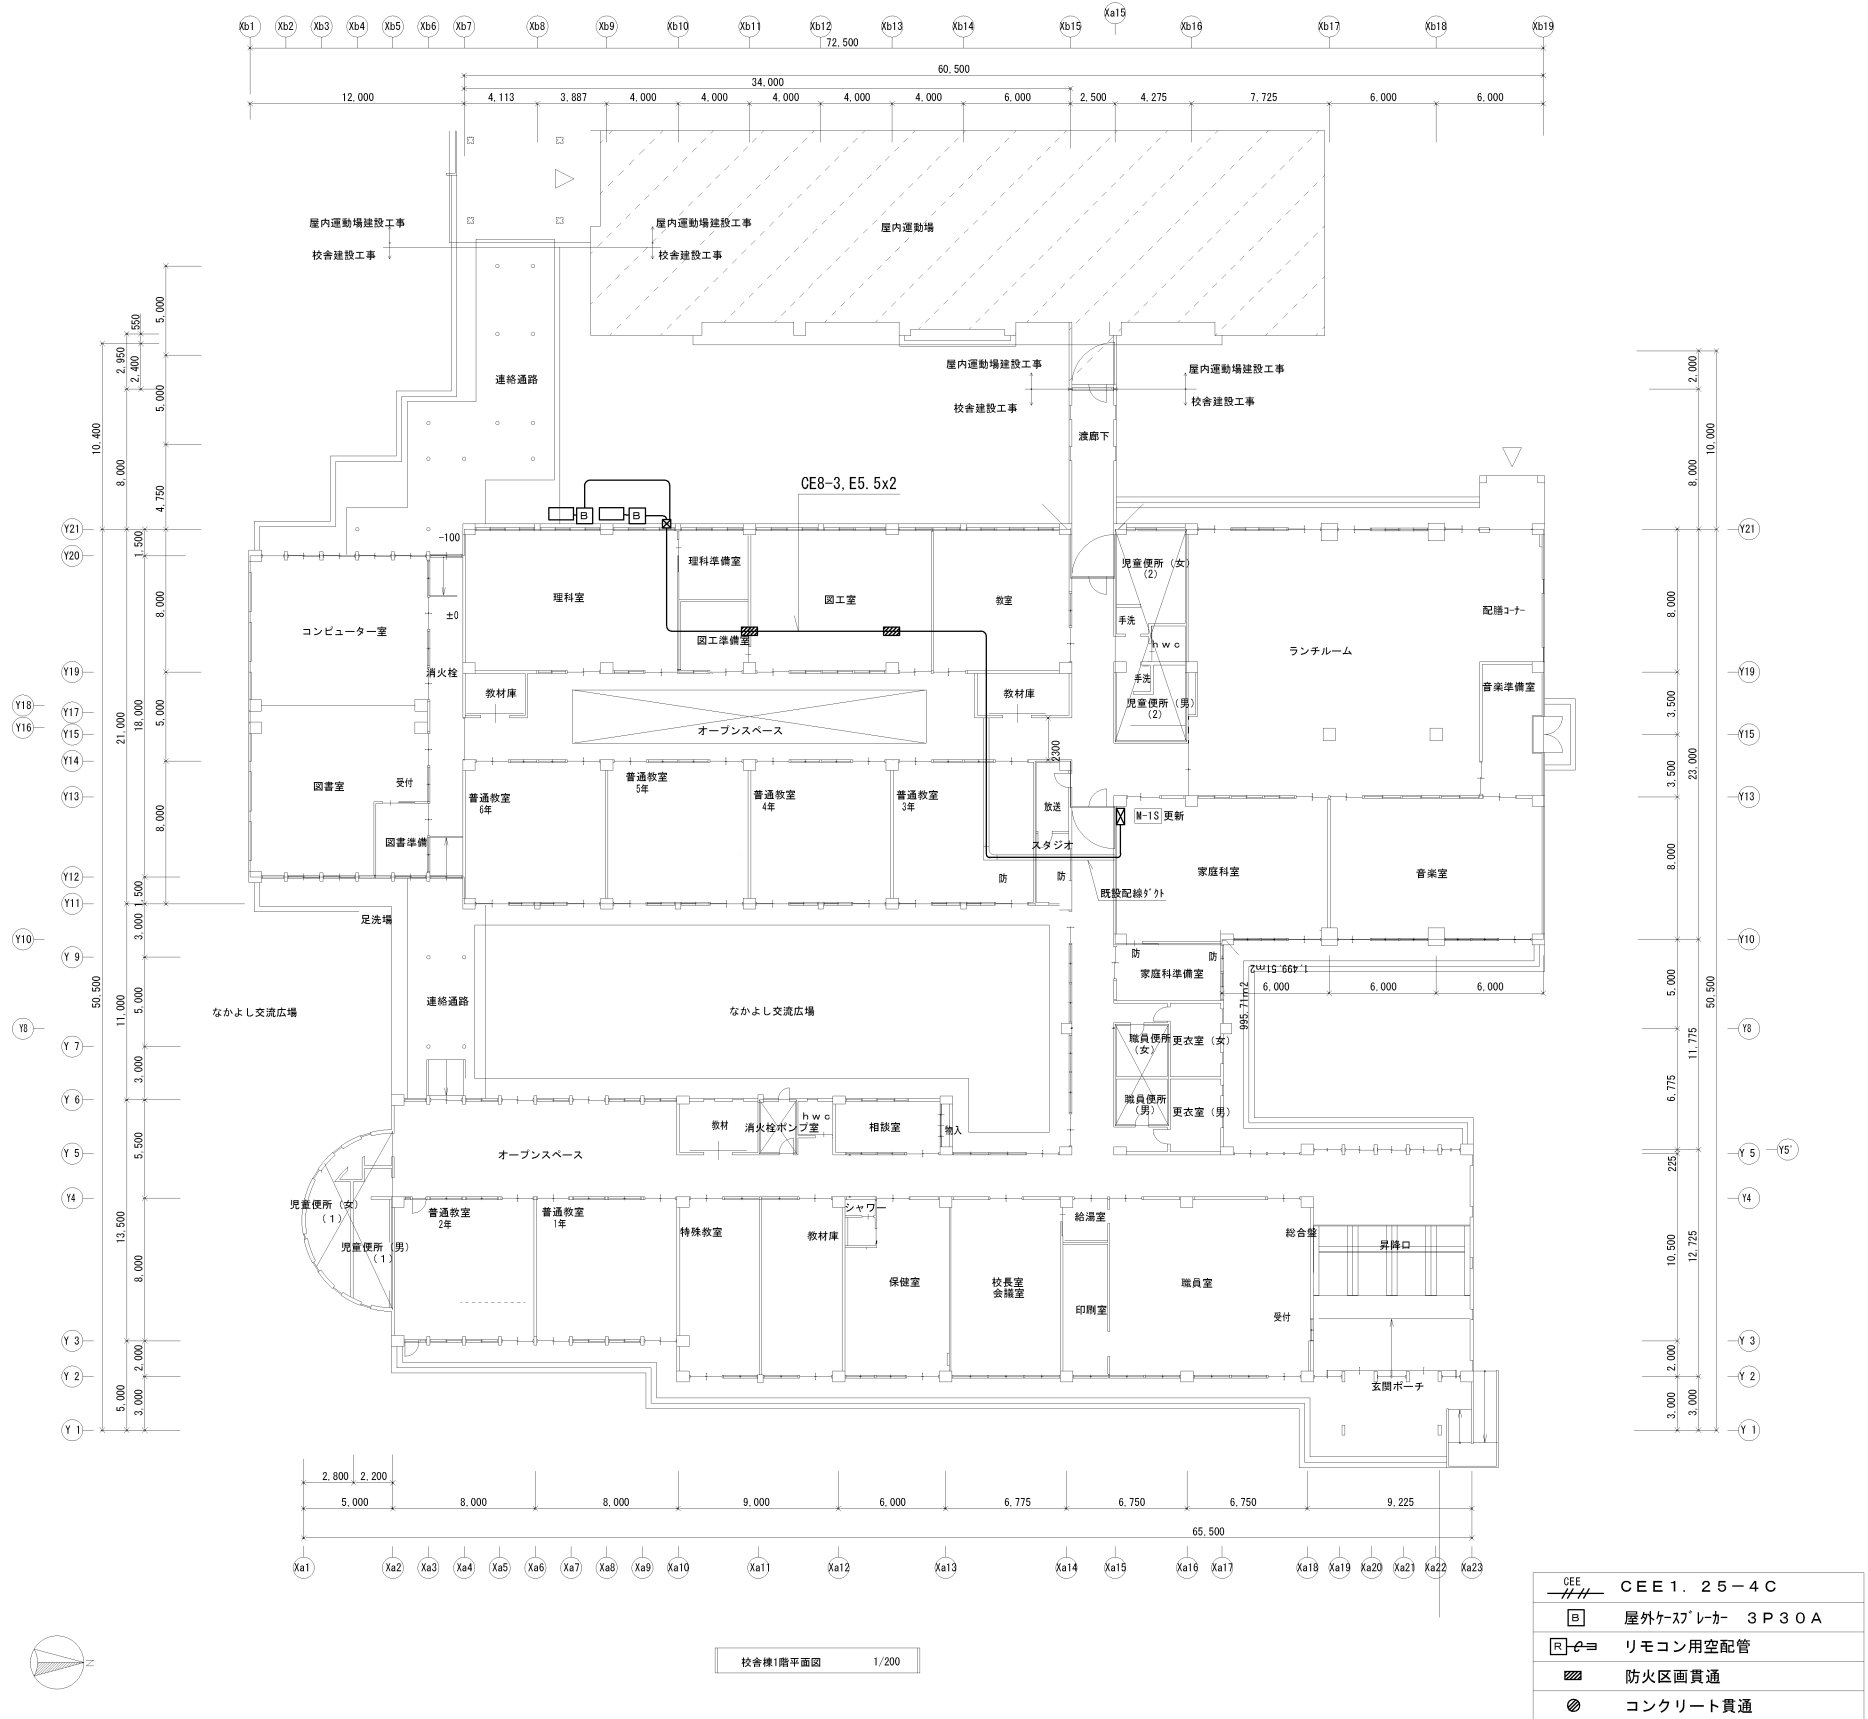 Xa15
Xb1 Xb2 Xb3 Xb4 Xb5 Xb6 Xb7 Xb8 Xb9 Xb10 Xb11 Xb12 Xb13 Xb14 Xb15 Xb16 Xb17 Xb18 Xb19
72,500
60,500
34,000
12,000 4,113 3,887 4,000 4,000 4,000 4,000 4,000 6,000 2,500 4,275 7,725 6,000 6,000
屋内運動場建設工事 屋内運動場建設工事 屋内運動場
校舎建設工事 校舎建設工事
5,000
550
2,950
2,400
5,000
10,400
8,000
4,750
連絡通路
屋内運動場建設工事 屋内運動場建設工事
校舎建設工事 校舎建設工事
2,000
10,000
8,000
渡廊下
CE8-3,E5.5x2
B B
Y21 Y21
-100
Y20
1,500
理科準備室
児童便所（女）
(2)
理科室 図工室 教室
配膳ｺｰﾅｰ
8,000 8,000
±0
手洗
コンピューター室
図工準備室
hwc
ランチルーム
消火栓
Y19 Y19
手洗
教材庫 教材庫
音楽準備室
児童便所（男）
(2)
Y18
Y17
Y16
Y15 Y15
21,000
18,000
5,000
3,500
オープンスペース
2300
23,000
Y14
3,500
普通教室
5年
図書室
受付
普通教室
6年
普通教室
4年
普通教室
3年
Y13 Y13
放送
M-1S 更新
8,000 8,000
図書準備
スタジオ
家庭科室 音楽室
Y12
防 防
既設配線ﾀﾞｸﾄ
1,500
Y11
足洗場
3,000
Y10 Y10
防 防
Y 9
家庭科準備室
1,499.51m2
6,000 6,000 6,000
995.71m2
50,500
11,000
5,000
5,000
50,500
連絡通路
なかよし交流広場 なかよし交流広場
Y8 Y8
職員便所
（女）
更衣室（女）
11,775
Y 7
3,000
6,775
Y 6
職員便所
（男）
更衣室（男）
教材
消火栓ポンプ室
hwc
相談室
物入
5,500
Y 5 Y 5 Y5'
オープンスペース
225
Y4 Y4
児童便所（女）
（１）
普通教室
2年
普通教室
1年
シャワー
給湯室
特殊教室
教材庫
総合盤
昇降口
13,500
児童便所（男）
（１）
8,000
10,500
12,725
保健室
校長室
会議室
職員室
印刷室
受付
Y 3 Y 3
2,000 2,000
Y 2 Y 2
玄関ポーチ
5,000
3,000
3,000
3,000
Y 1 Y 1
2,800 2,200
5,000 8,000 8,000 9,000 6,000 6,775 6,750 6,750 9,225
65,500
Xa1 Xa2 Xa3 Xa4 Xa5 Xa6 Xa7 Xa8 Xa9 Xa10 Xa11 Xa12 Xa13 Xa14 Xa15 Xa16 Xa17 Xa18 Xa19 Xa20 Xa21 Xa22 Xa23
CEE ＣＥＥ１．２５－４Ｃ
B 屋外ｹｰｽﾌﾞﾚｰｶｰ ３Ｐ３０Ａ
R リモコン用空配管
防火区画貫通
コンクリート貫通
N
校舎棟1階平面図 1/200